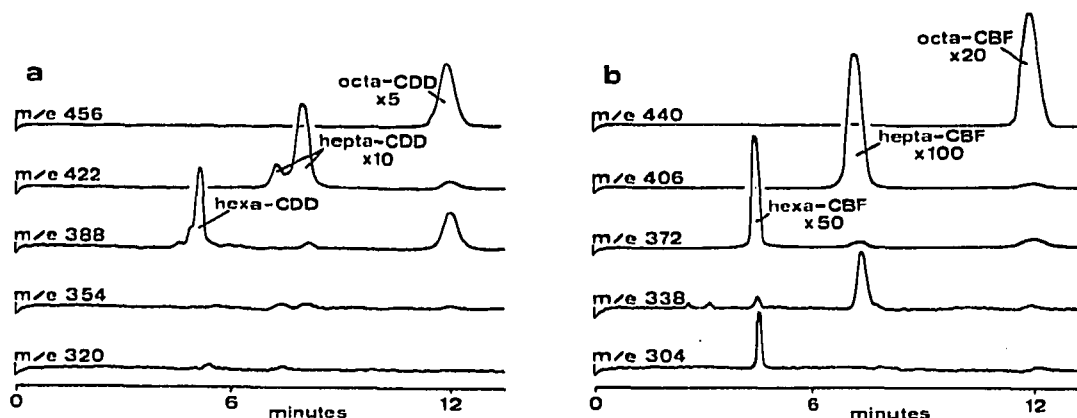 a
octa-CDD
x5
m/e 456
hepta-CDD
x10
m/e 422
hexa-CDD
m/e 388
m/e 354
m/e 320
0 6 12
minutes
b
octa-CBF
x20
m/e 440
hepta-CBF
x100
m/e 406
hexa-CBF
x50
m/e 372
m/e 338
m/e 304
0 6 12
minutes